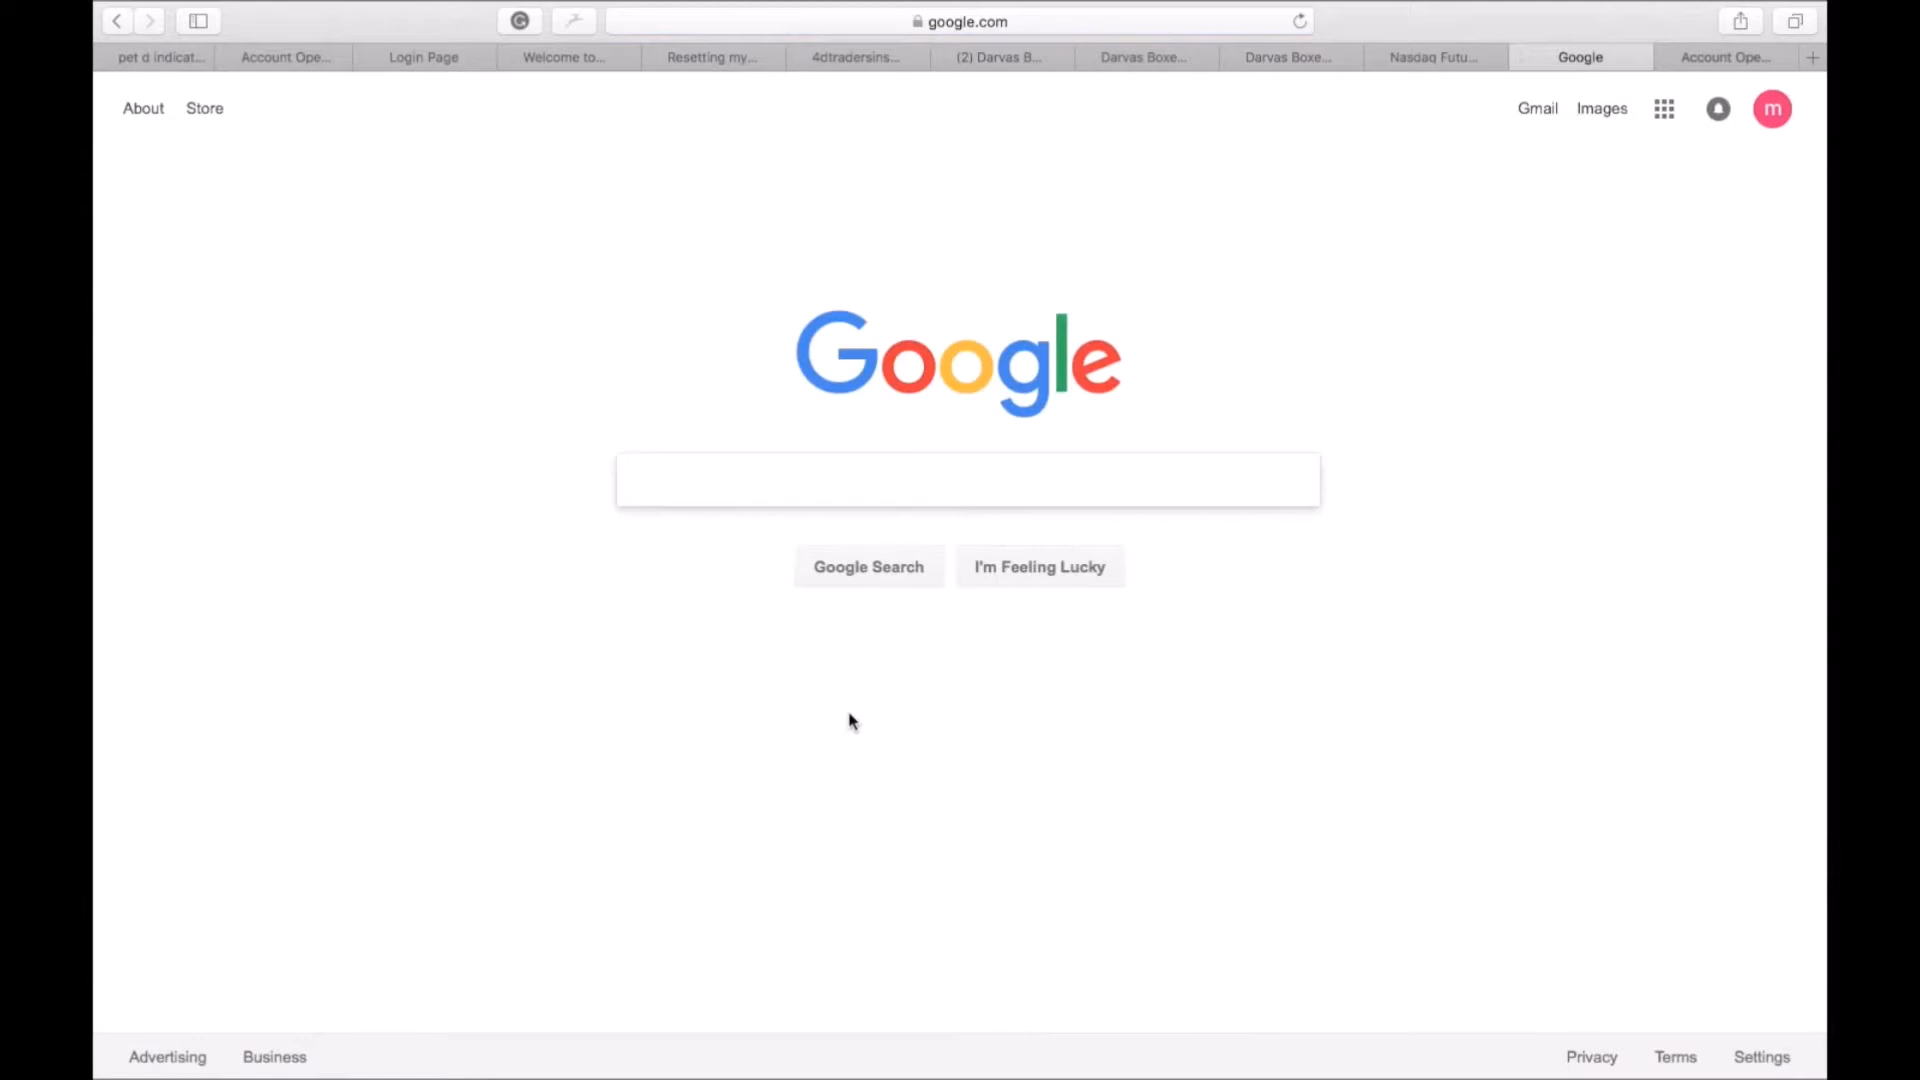 google.com
pet d indicat... Account Ope... Login Page Welcome to... Resetting my... 4dtradersins... (2) Darvas B... Darvas Boxe... Darvas Boxe... Nasdaq Futu... Google Account Ope...
About Store Gmail Images m
Google
Google Search I'm Feeling Lucky
Advertising Business Privacy Terms Settings